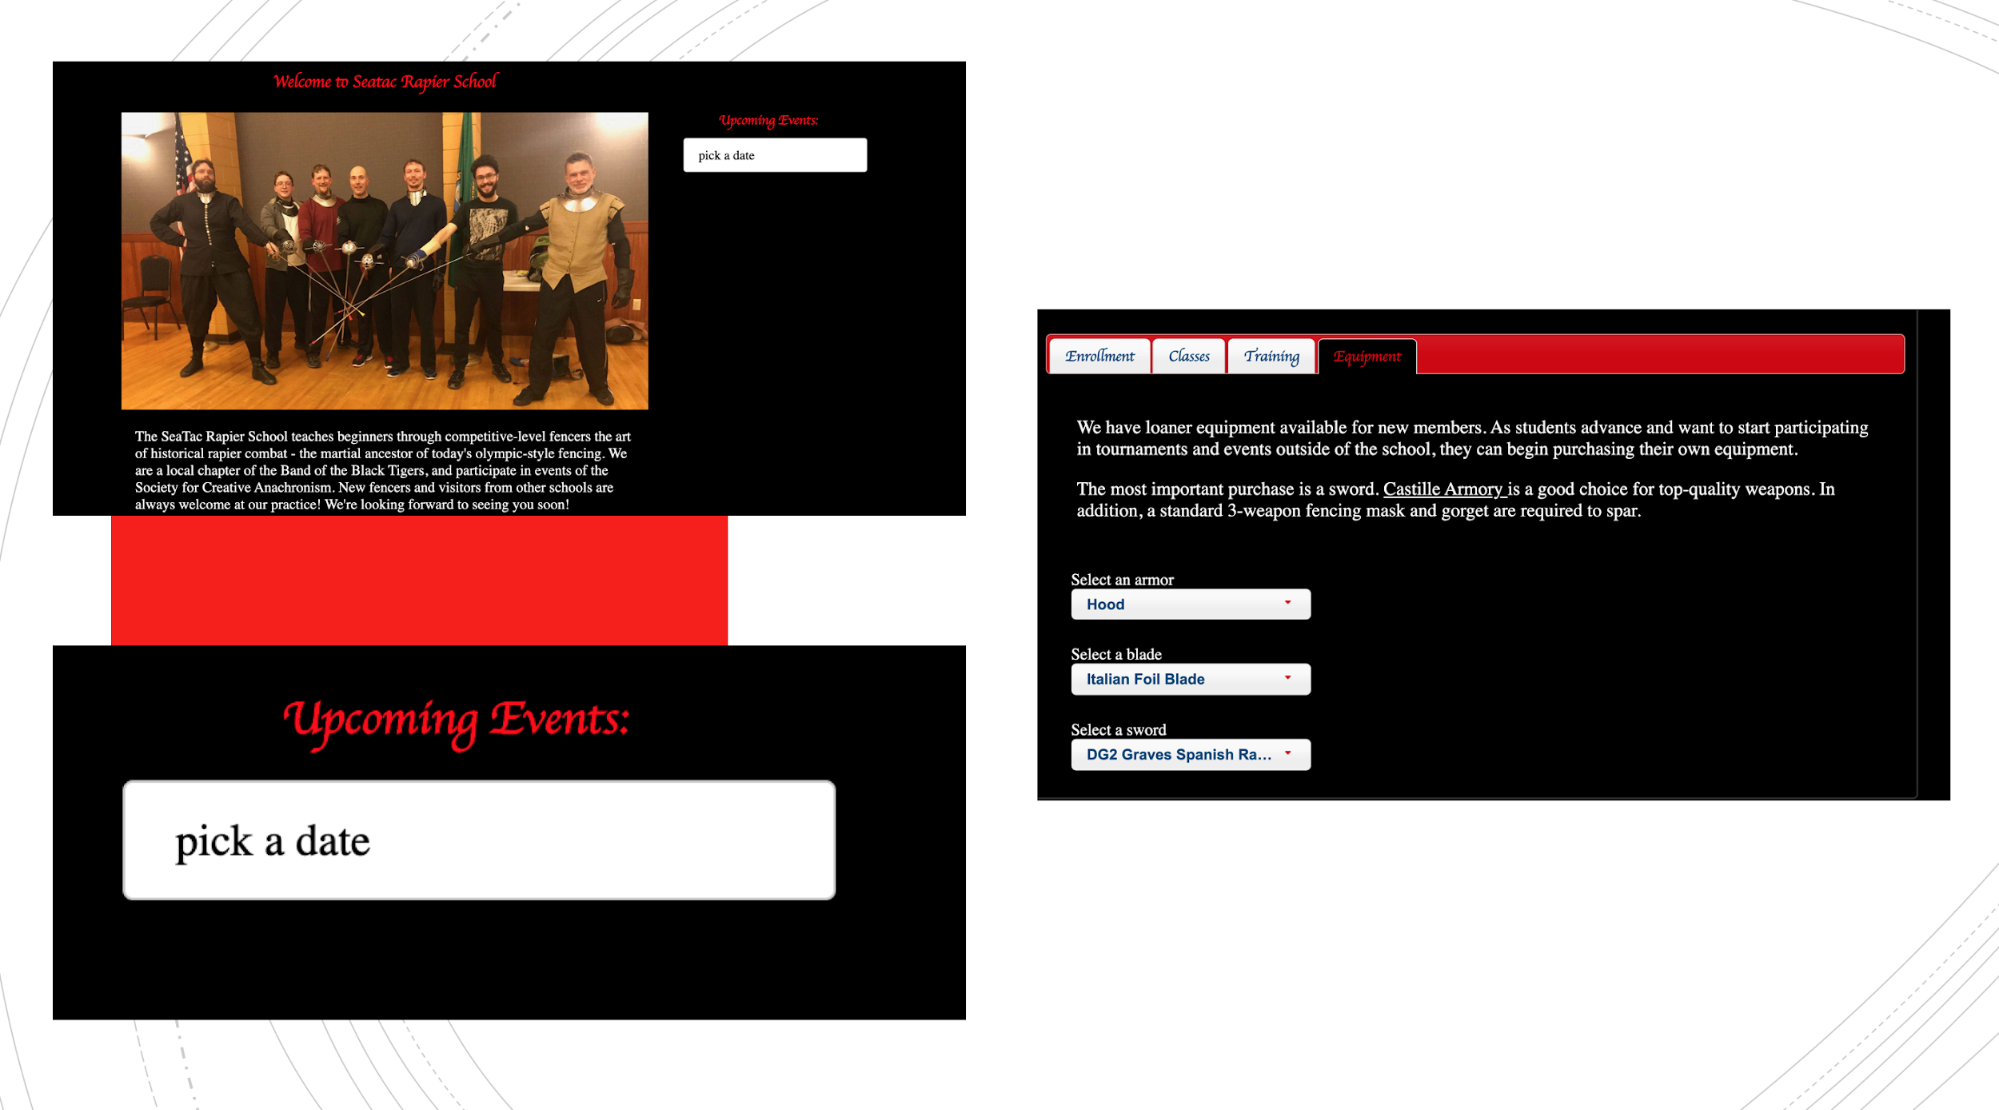 Welcome to Seatac Rapier School
Upcoming Events:
pick a date
The SeaTac Rapier School teaches beginners through competitive-level fencers the art
of historical rapier combat - the martial ancestor of today's olympic-style fencing. We
are a local chapter of the Band of the Black Tigers, and participate in events of the
Society for Creative Anachronism. New fencers and visitors from other schools are
always welcome at our practice! We're looking forward to seeing you soon!
Upcoming Events:
pick a date
Enrollment
Classes
Training
Equipment
We have loaner equipment available for new members. As students advance and want to start participating
in tournaments and events outside of the school, they can begin purchasing their own equipment.
The most important purchase is a sword. Castille Armory is a good choice for top-quality weapons. In
addition, a standard 3-weapon fencing mask and gorget are required to spar.
Select an armor
Hood
Select a blade
Italian Foil Blade
Select a sword
DG2 Graves Spanish Ra...